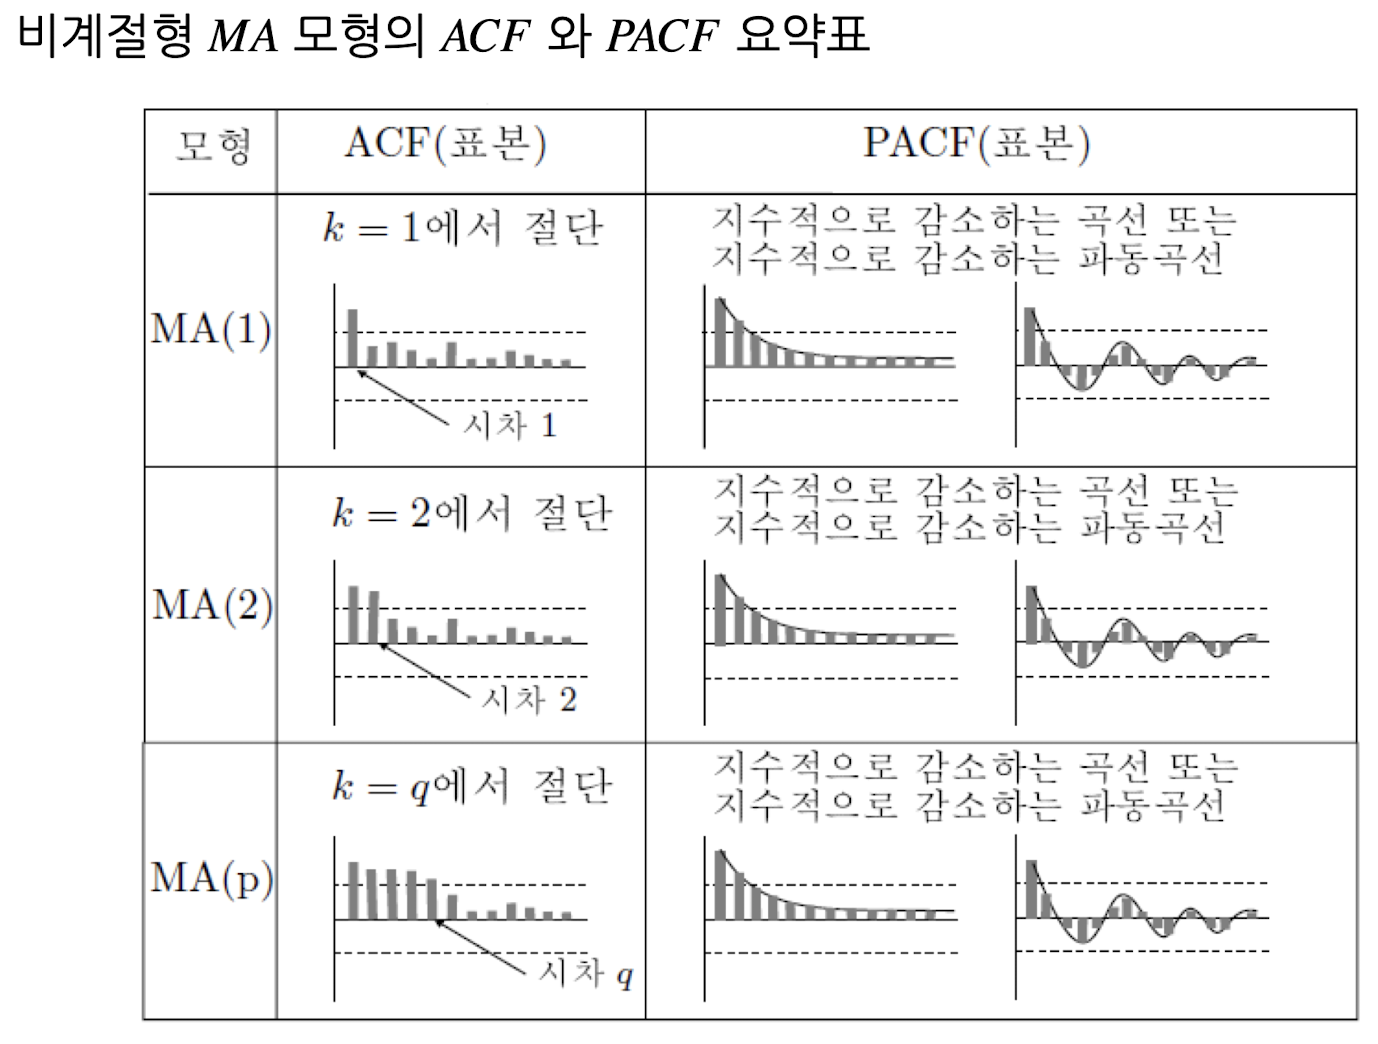 비계절형 MA 모형의 ACF 와 PACF 요약표
모형
ACF(표본)
PACF(표본)
MA(1)
k = 1에서 절단
시차 1
지수적으로 감소하는 곡선 또는
지수적으로 감소하는 파동곡선
MA(2)
k = 2에서 절단
시차 2
지수적으로 감소하는 곡선 또는
지수적으로 감소하는 파동곡선
MA(p)
k = q에서 절단
시차 q
지수적으로 감소하는 곡선 또는
지수적으로 감소하는 파동곡선